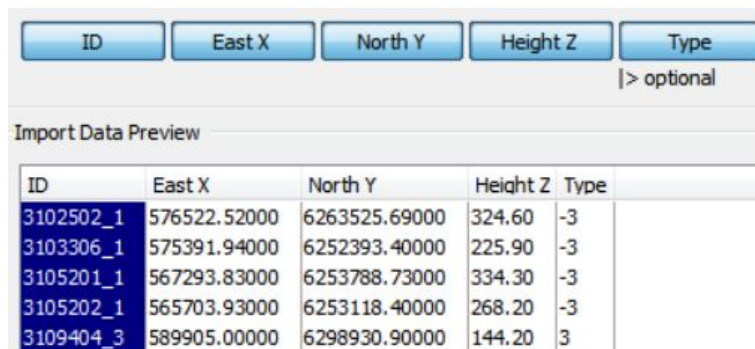 ID East X North Y Height Z Type
|> optional
Import Data Preview
ID East X North Y Height Z Type
3102502_1 576522.52000 6263525.69000 324.60 -3
3103306_1 575391.94000 6252393.40000 225.90 -3
3105201_1 567293.83000 6253788.73000 334.30 -3
3105202_1 565703.93000 6253118.40000 268.20 -3
3109404_3 589905.00000 6298930.90000 144.20 3